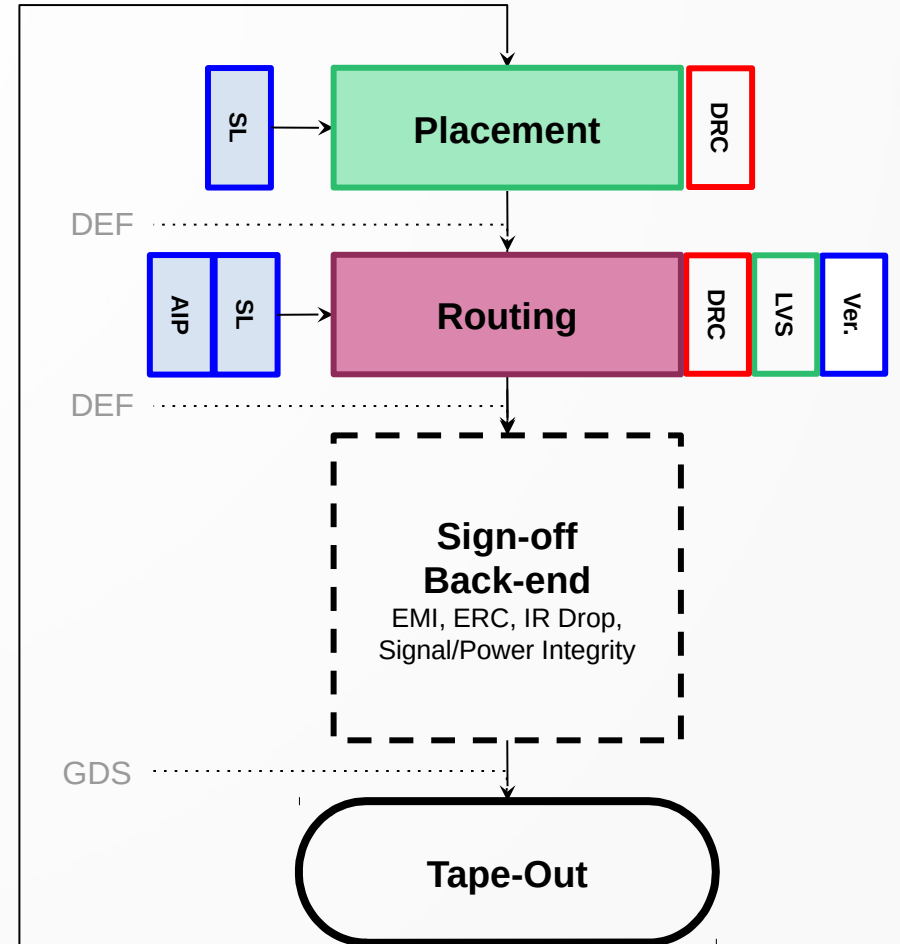 SL
Placement
DRC
DEF
AIP
SL
Routing
DRC
LVS
Ver.
DEF
Sign-off
Back-end
EMI, ERC, IR Drop,
Signal/Power Integrity
GDS
Tape-Out